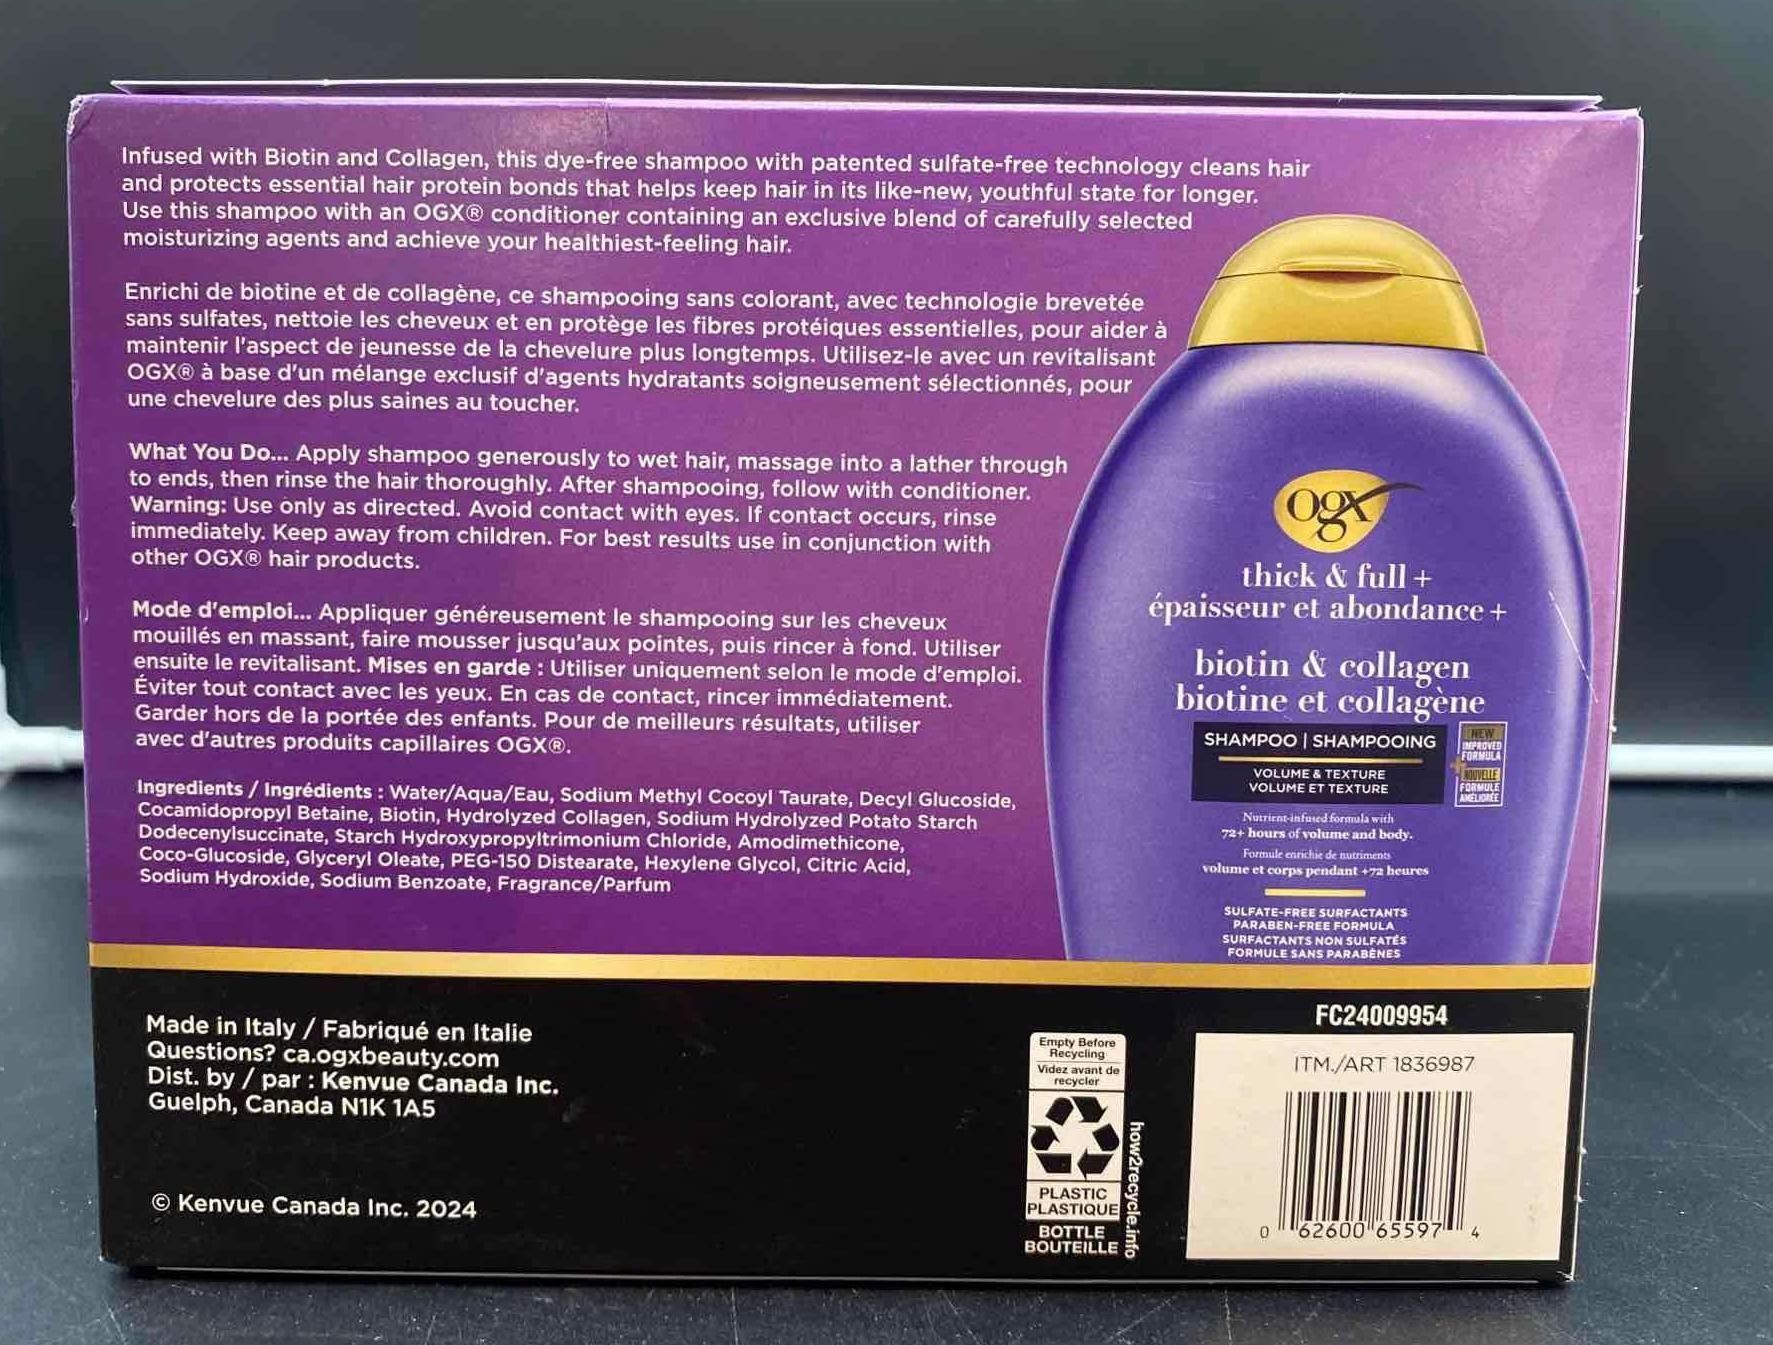 Infused with Biotin and Collagen, this dye-free shampoo with patented sulfate-free technology cleans hair
and protects essential hair protein bonds that helps keep hair in its like-new, youthful state for longer.
Use this shampoo with an OGX® conditioner containing an exclusive blend of carefully selected
moisturizing agents and achieve your healthiest-feeling hair.
Enrichi de biotine et de collagène, ce shampooing sans colorant, avec technologie brevetée
sans sulfates, nettoie les cheveux et en protège les fibres protéiques essentielles, pour aider à
maintenir l'aspect de jeunesse de la chevelure plus longtemps. Utilisez-le avec un revitalisant
OGX® à base d'un mélange exclusif d'agents hydratants soigneusement sélectionnés, pour
une chevelure des plus saines au toucher.
What You Do... Apply shampoo generously to wet hair, massage into a lather through
to ends, then rinse the hair thoroughly. After shampooing, follow with conditioner.
Warning: Use only as directed. Avoid contact with eyes. If contact occurs, rinse
immediately. Keep away from children. For best results use in conjunction with
other OGX® hair products.
Mode d'emploi... Appliquer généreusement le shampooing sur les cheveux
mouillés en massant, faire mousser jusqu'aux pointes, puis rincer à fond. Utiliser
ensuite le revitalisant. Mises en garde : Utiliser uniquement selon le mode d'emploi.
Éviter tout contact avec les yeux. En cas de contact, rincer immédiatement.
Garder hors de la portée des enfants. Pour de meilleurs résultats, utiliser
avec d'autres produits capillaires OGX®.
Ingredients / Ingrédients : Water/Aqua/Eau, Sodium Methyl Cocoyl Taurate, Decyl Glucoside,
Cocamidopropyl Betaine, Biotin, Hydrolyzed Collagen, Sodium Hydrolyzed Potato Starch
Dodecenylsuccinate, Starch Hydroxypropyltrimonium Chloride, Amodimethicone,
Coco-Glucoside, Glyceryl Oleate, PEG-150 Distearate, Hexylene Glycol, Citric Acid,
Sodium Hydroxide, Sodium Benzoate, Fragrance/Parfum
ogx
thick & full +
épaisseur et abondance +
biotin & collagen
biotine et collagène
SHAMPOO | SHAMPOOING
VOLUME & TEXTURE
VOLUME ET TEXTURE
NEW
IMPROVED
FORMULA
+
NOUVELLE
FORMULE
AMÉLIORÉE
Nutrient-infused formula with
72+ hours of volume and body.
Formule enrichie de nutriments
volume et corps pendant +72 heures
SULFATE-FREE SURFACTANTS
PARABEN-FREE FORMULA
SURFACTANTS NON SULFATÉS
FORMULE SANS PARABÈNES
Made in Italy / Fabriqué en Italie
Questions? ca.ogxbeauty.com
Dist. by / par : Kenvue Canada Inc.
Guelph, Canada N1K 1A5
© Kenvue Canada Inc. 2024
Empty Before
Recycling
Videz avant de
recycler
PLASTIC
PLASTIQUE
BOTTLE
BOUTEILLE
how2recycle.info
FC24009954
ITM./ART 1836987
0 62600 65597 4